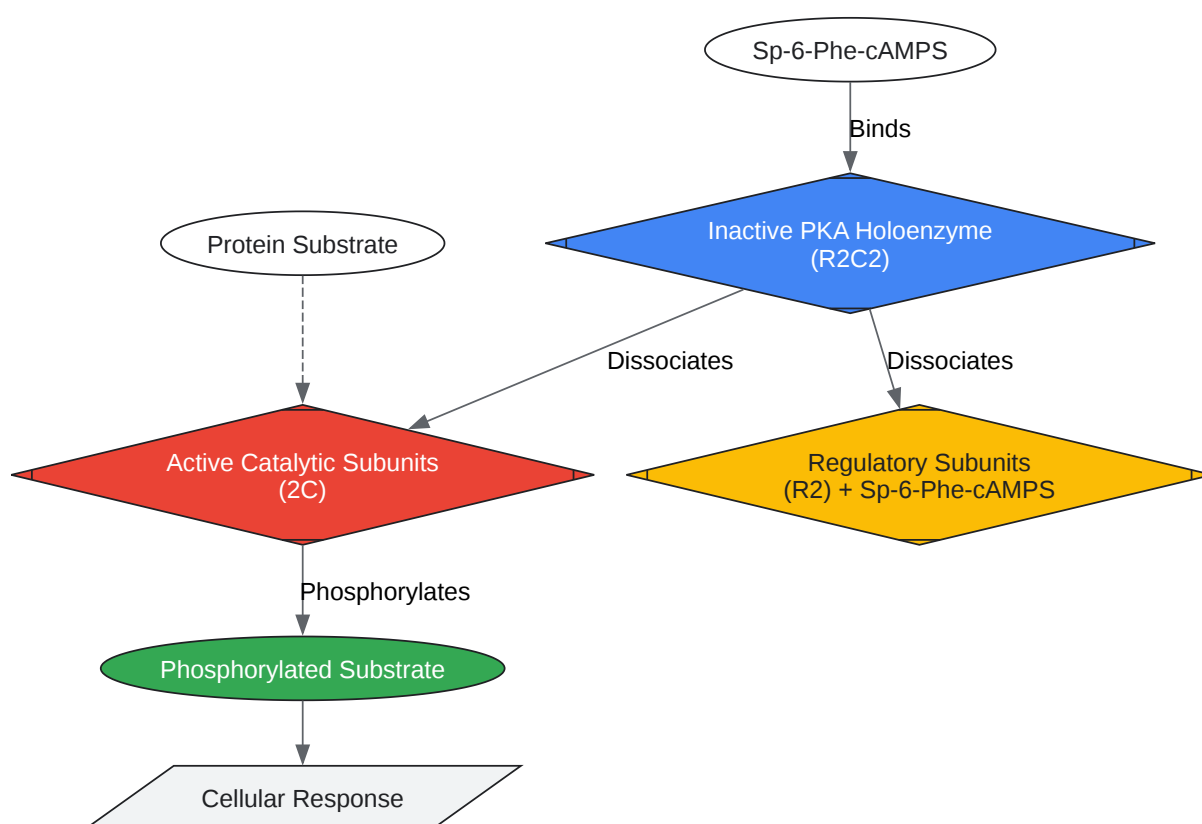 Sp-6-Phe-cAMPS
Binds
Inactive PKA Holoenzyme
(R2C2)
Protein Substrate
Dissociates
Dissociates
Active Catalytic Subunits
(2C)
Regulatory Subunits
(R2) + Sp-6-Phe-cAMPS
Phosphorylates
Phosphorylated Substrate
Cellular Response